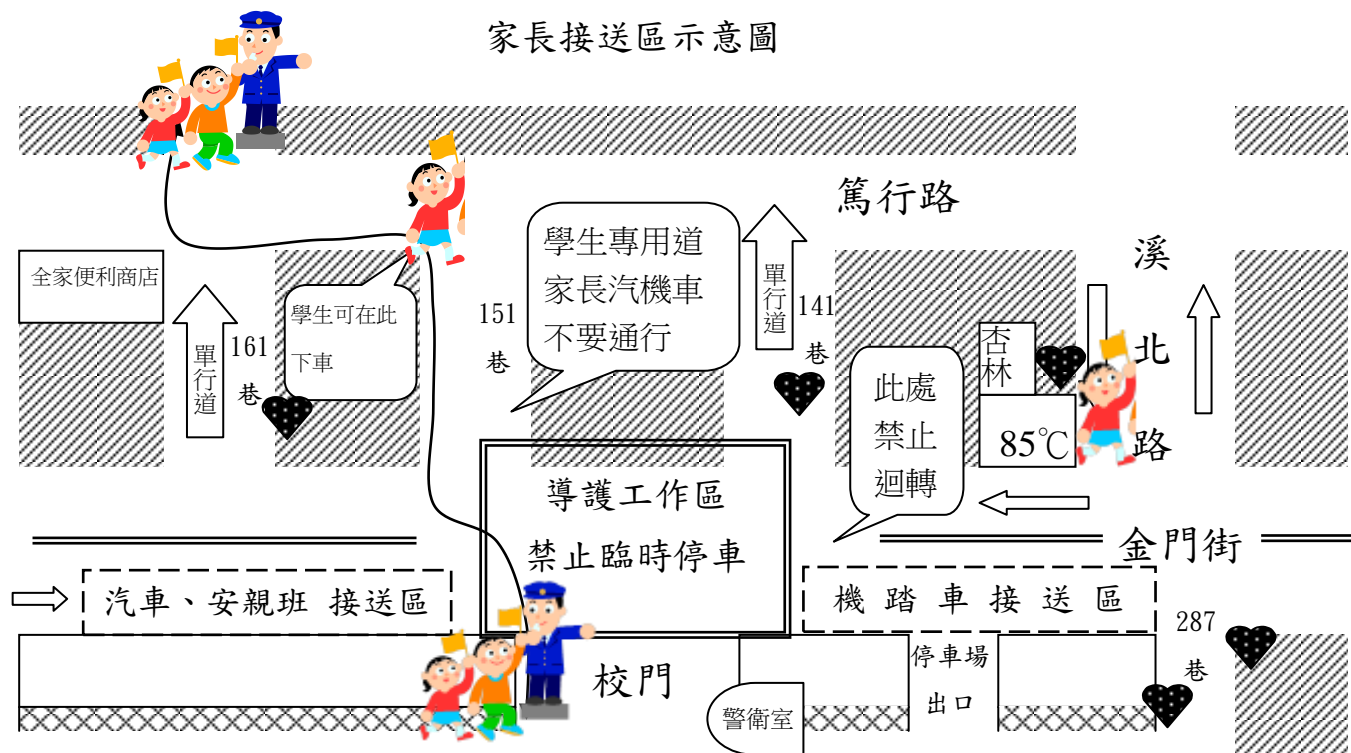 家長接送區示意圖
篤行路
溪北路
全家便利商店
單行道
161
巷
學生可在此
下車
151
巷
學生專用道
家長汽機車
不要通行
單行道
141
巷
杏林
85℃
此處
禁止
迴轉
導護工作區
禁止臨時停車
金門街
汽車、安親班 接送區
機踏車接送區
287
巷
校門
警衛室
停車場
出口